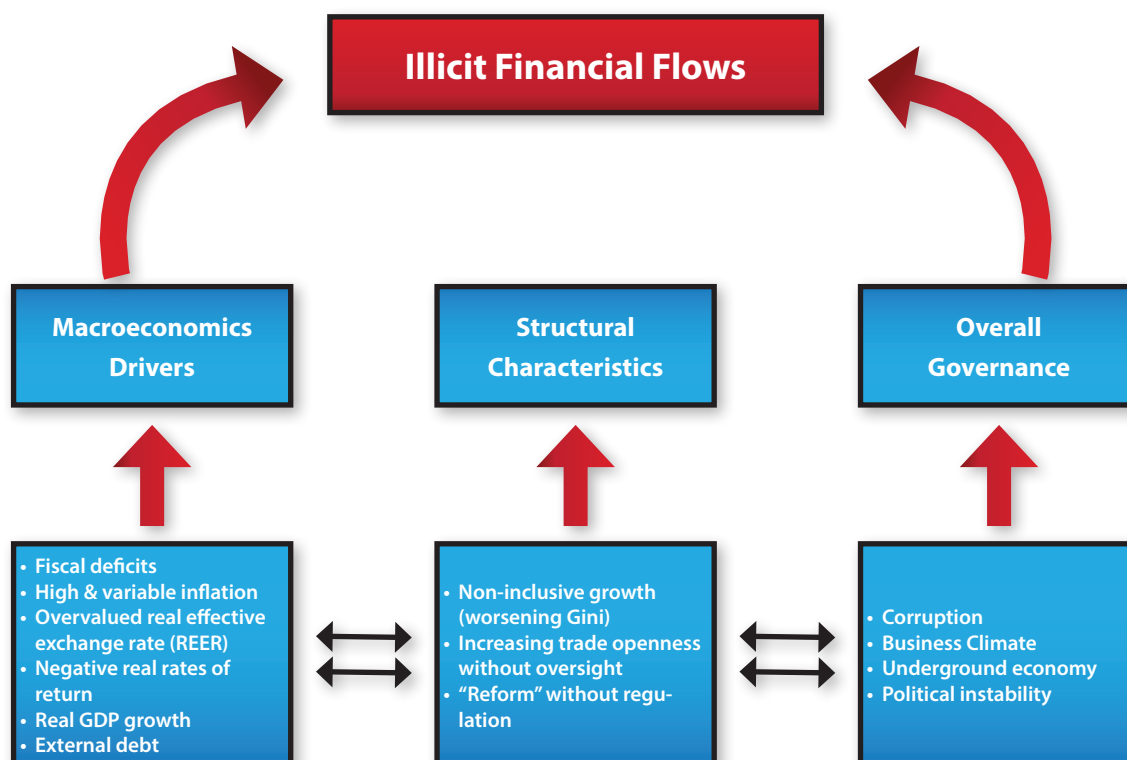 Illicit Financial Flows
Macroeconomics
Drivers
Structural
Characteristics
Overall
Governance
• Fiscal deficits
• High & variable inflation
• Overvalued real effective
exchange rate (REER)
• Negative real rates of
return
• Real GDP growth
• External debt
• Non-inclusive growth
(worsening Gini)
• Increasing trade openness
without oversight
• “Reform” without regu-
lation
• Corruption
• Business Climate
• Underground economy
• Political instability